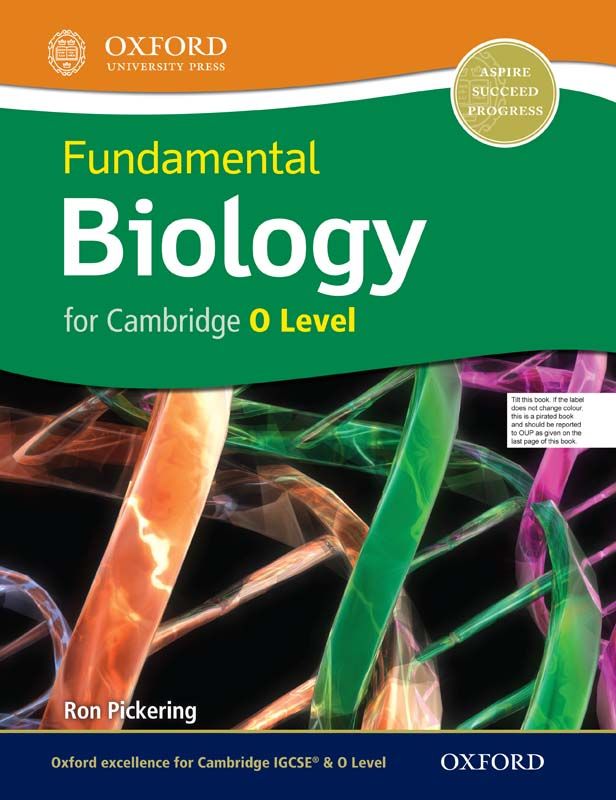 OXFORD
UNIVERSITY PRESS
ASPIRE
SUCCEED
PROGRESS
Fundamental
Biology
for Cambridge O Level
Tilt this book. If the label
does not change colour,
this is a pirated book
and should be reported
to OUP as given on the
last page of this book.
Ron Pickering
Oxford excellence for Cambridge IGCSE® & O Level
OXFORD